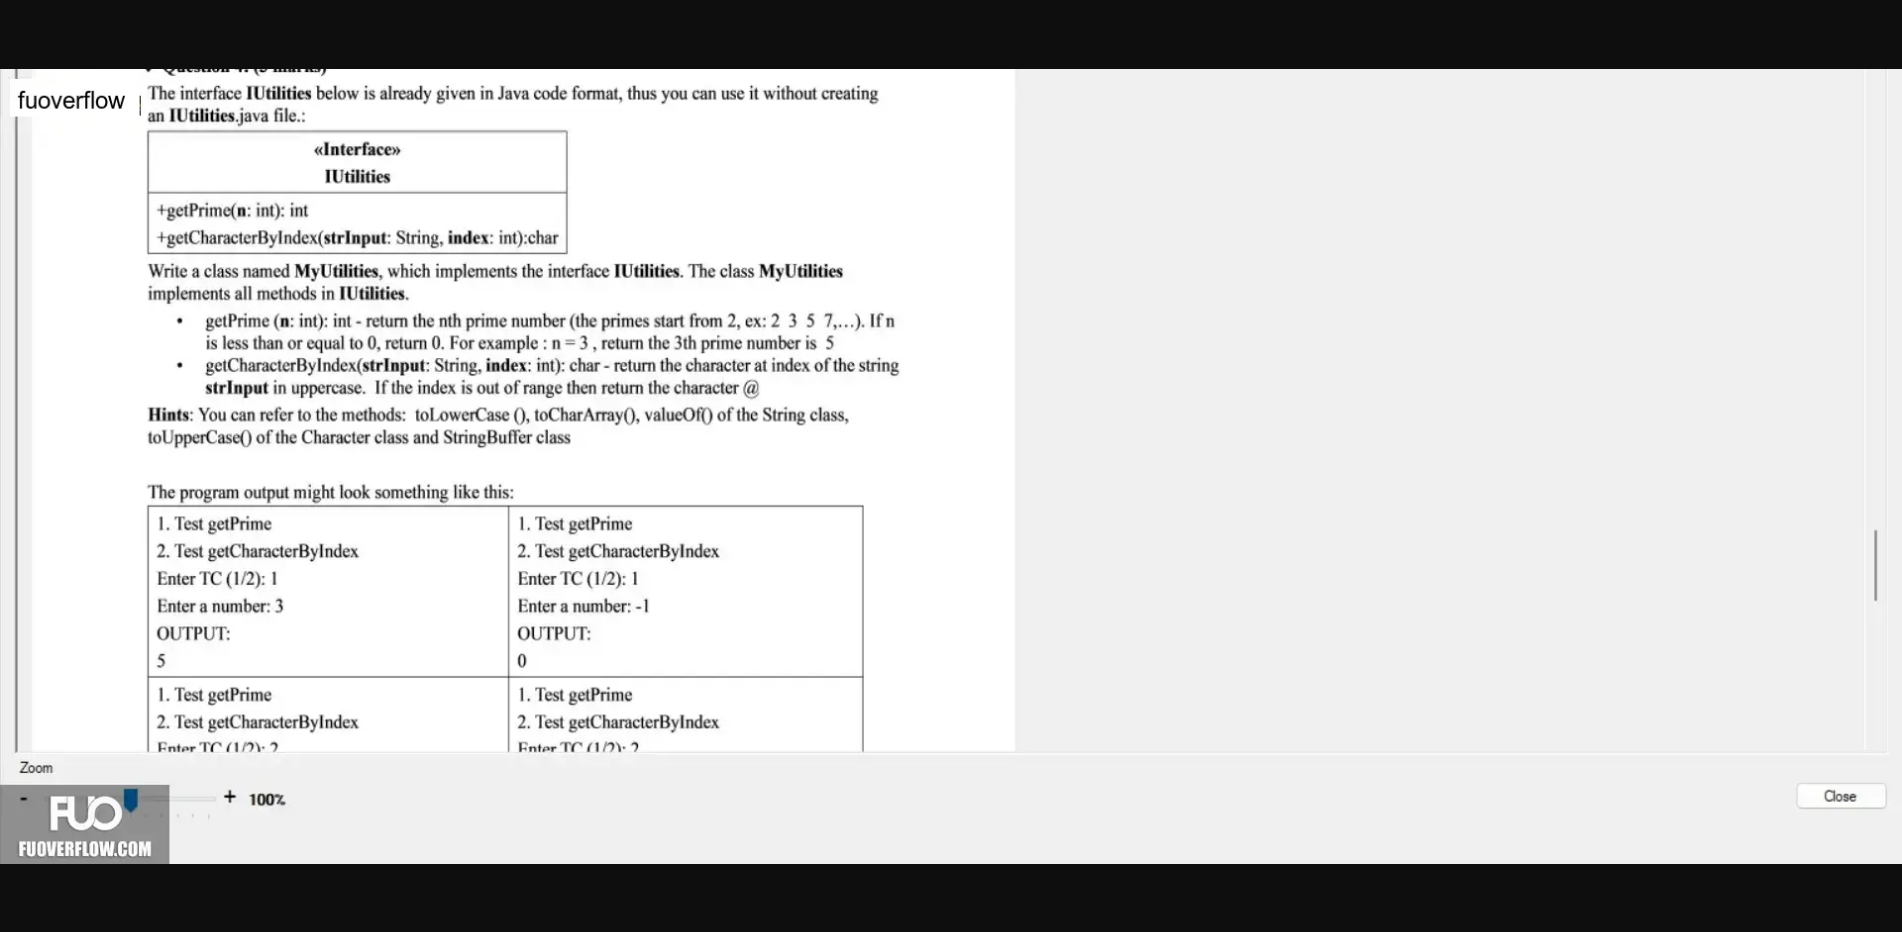 Question 4: (3 marks)
fuoverflow
The interface IUtilities below is already given in Java code format, thus you can use it without creating
an IUtilities.java file.:
«Interface»
IUtilities
+getPrime(n: int): int
+getCharacterByIndex(strInput: String, index: int):char
Write a class named MyUtilities, which implements the interface IUtilities. The class MyUtilities
implements all methods in IUtilities.
• getPrime (n: int): int - return the nth prime number (the primes start from 2, ex: 2 3 5 7,…). If n
is less than or equal to 0, return 0. For example : n = 3 , return the 3th prime number is 5
• getCharacterByIndex(strInput: String, index: int): char - return the character at index of the string
strInput in uppercase. If the index is out of range then return the character @
Hints: You can refer to the methods: toLowerCase (), toCharArray(), valueOf() of the String class,
toUpperCase() of the Character class and StringBuffer class
The program output might look something like this:
1. Test getPrime
2. Test getCharacterByIndex
Enter TC (1/2): 1
Enter a number: 3
OUTPUT:
5
1. Test getPrime
2. Test getCharacterByIndex
Enter TC (1/2): 1
Enter a number: -1
OUTPUT:
0
1. Test getPrime
2. Test getCharacterByIndex
Enter TC (1/2): 2
1. Test getPrime
2. Test getCharacterByIndex
Enter TC (1/2): 2
Zoom
- + 100%
Close
FUO
FUOVERFLOW.COM